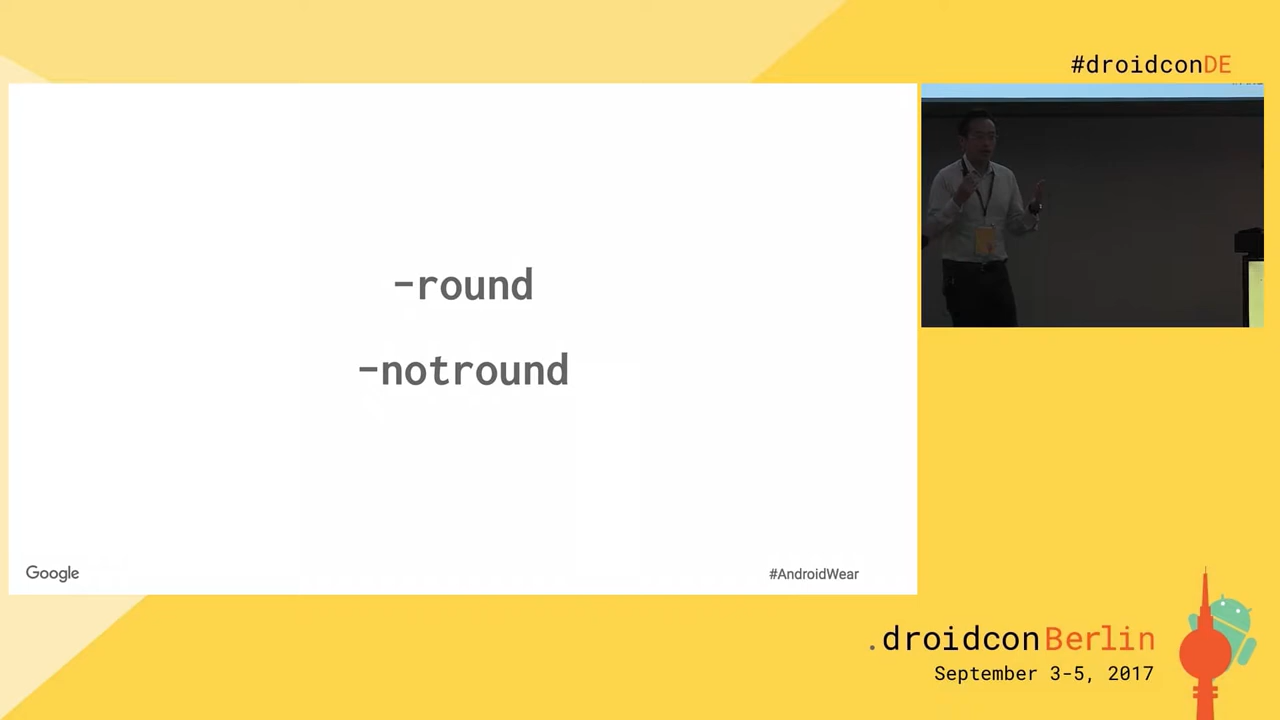 #droidconDE
-round
-notround
Google
#AndroidWear
.droidconBerlin
September 3-5, 2017